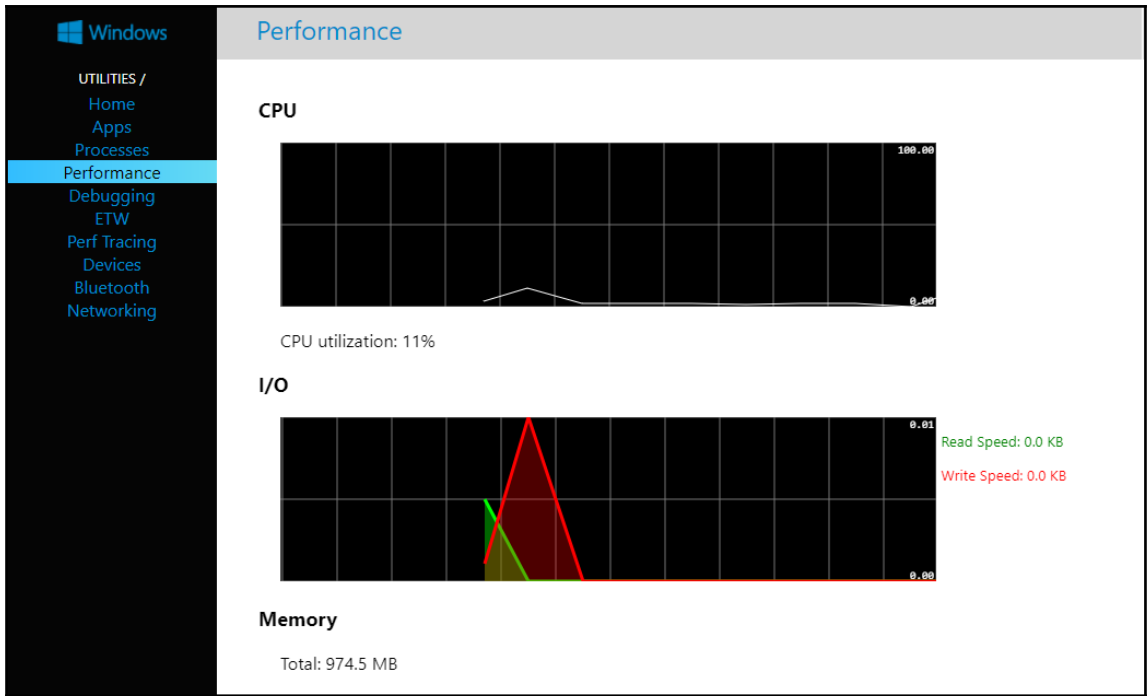 Windows
UTILITIES /
Home
Apps
Processes
Performance
Debugging
ETW
Perf Tracing
Devices
Bluetooth
Networking
Performance
CPU
100.00
0.00
CPU utilization: 11%
I/O
0.01
Read Speed: 0.0 KB
Write Speed: 0.0 KB
0.00
Memory
Total: 974.5 MB